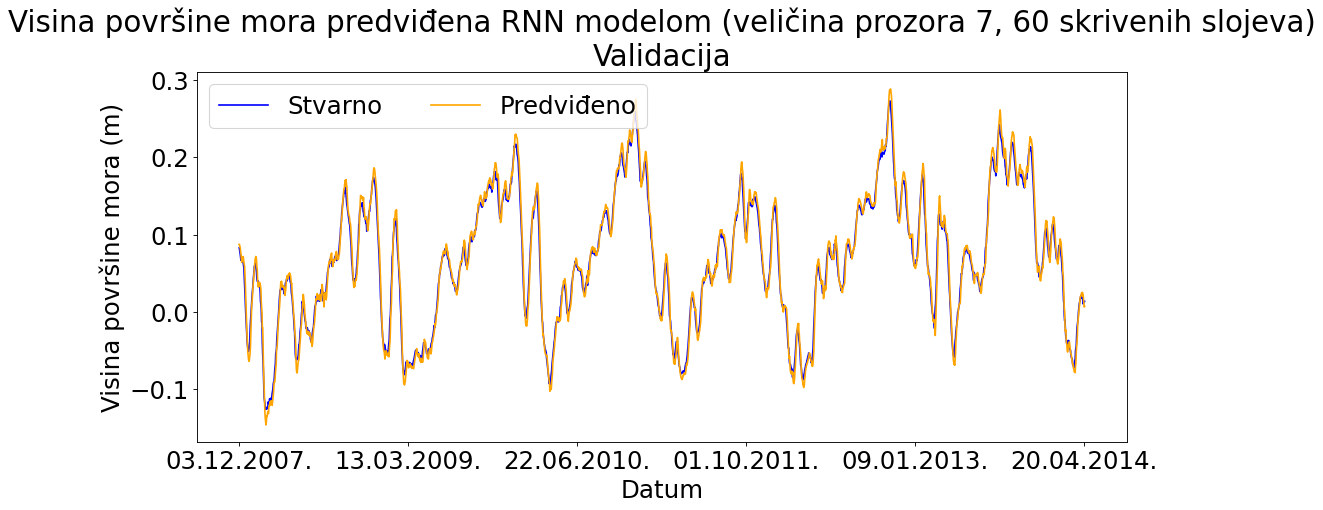 Visina površine mora predviđena RNN modelom (veličina prozora 7, 60 skrivenih slojeva)
Validacija
Stvarno
Predviđeno
Visina površine mora (m)
0.3
0.2
0.1
0.0
−0.1
03.12.2007.
13.03.2009.
22.06.2010.
01.10.2011.
09.01.2013.
20.04.2014.
Datum